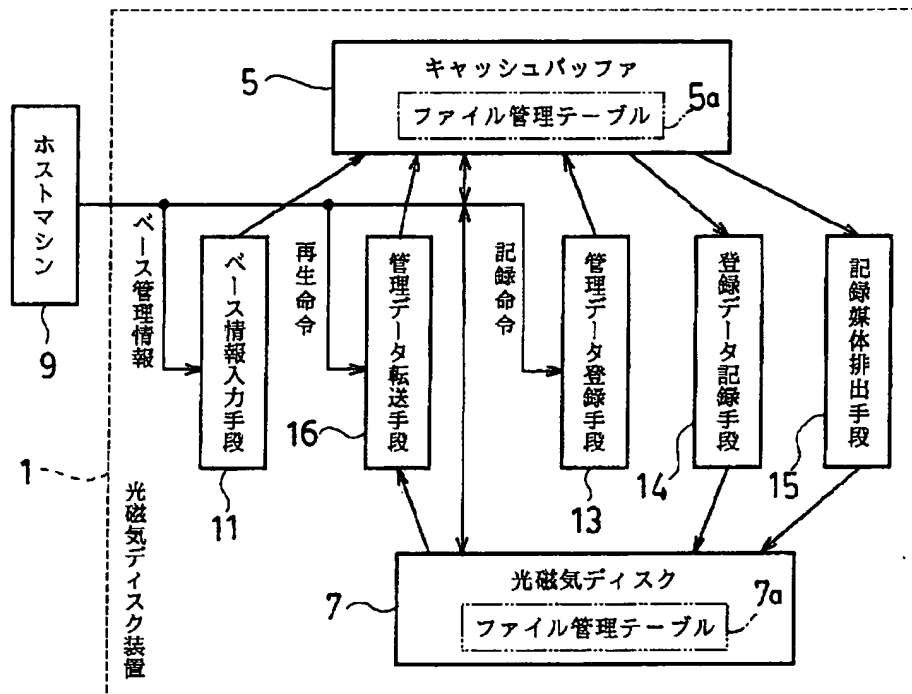 キャッシュバッファ
5
ファイル管理テーブル
5a
ホストマシン
9
ベース管理情報
ベース情報入力手段
11
再生命令
管理データ転送手段
16
記録命令
管理データ登録手段
13
登録データ記録手段
14
記録媒体排出手段
15
1
光磁気ディスク装置
光磁気ディスク
7
ファイル管理テーブル
7a